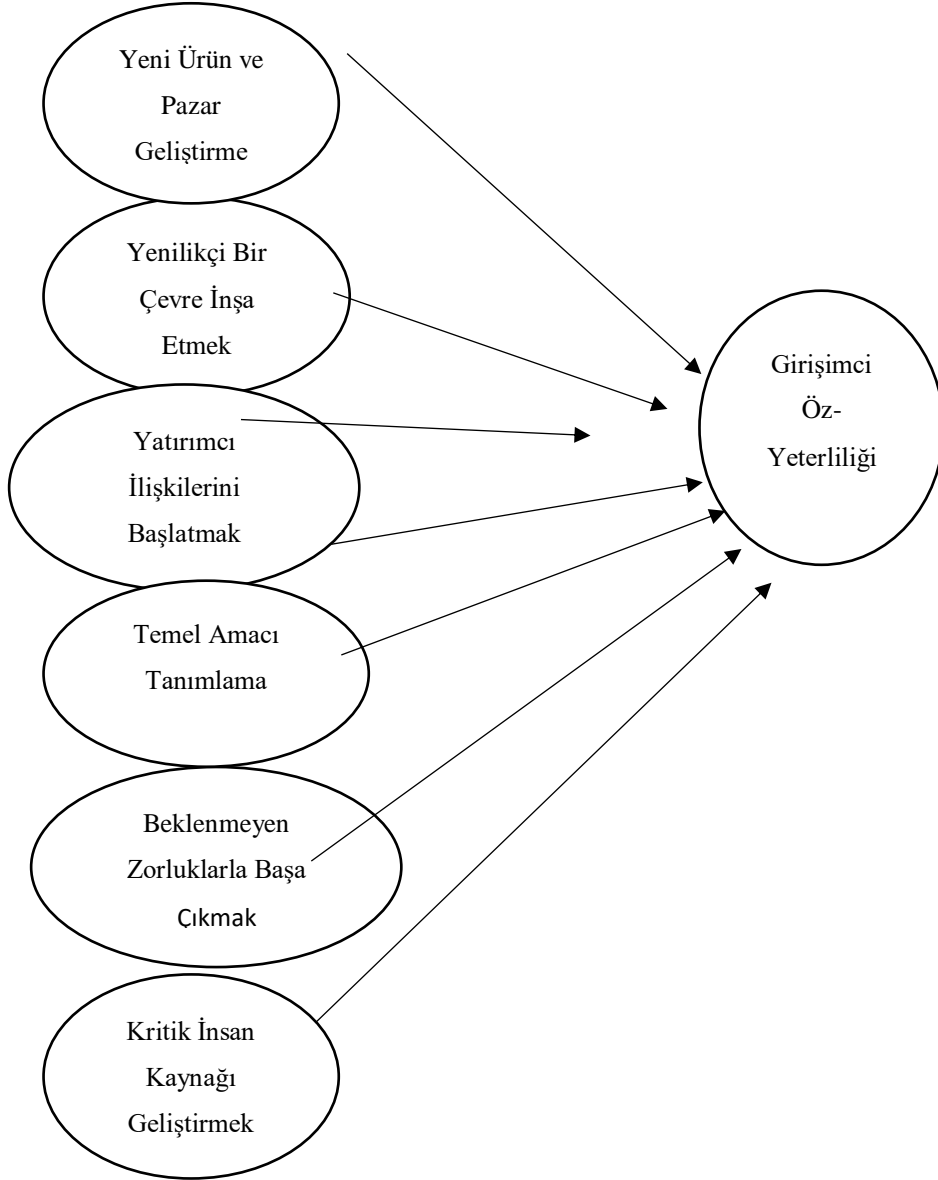 Yeni Ürün ve
Pazar
Geliştirme
Yenilikçi Bir
Çevre İnşa
Etmek
Yatırımcı
İlişkilerini
Başlatmak
Temel Amacı
Tanımlama
Beklenmeyen
Zorluklarla Başa
Çıkmak
Kritik İnsan
Kaynağı
Geliştirmek
Girişimci
Öz-
Yeterliliği